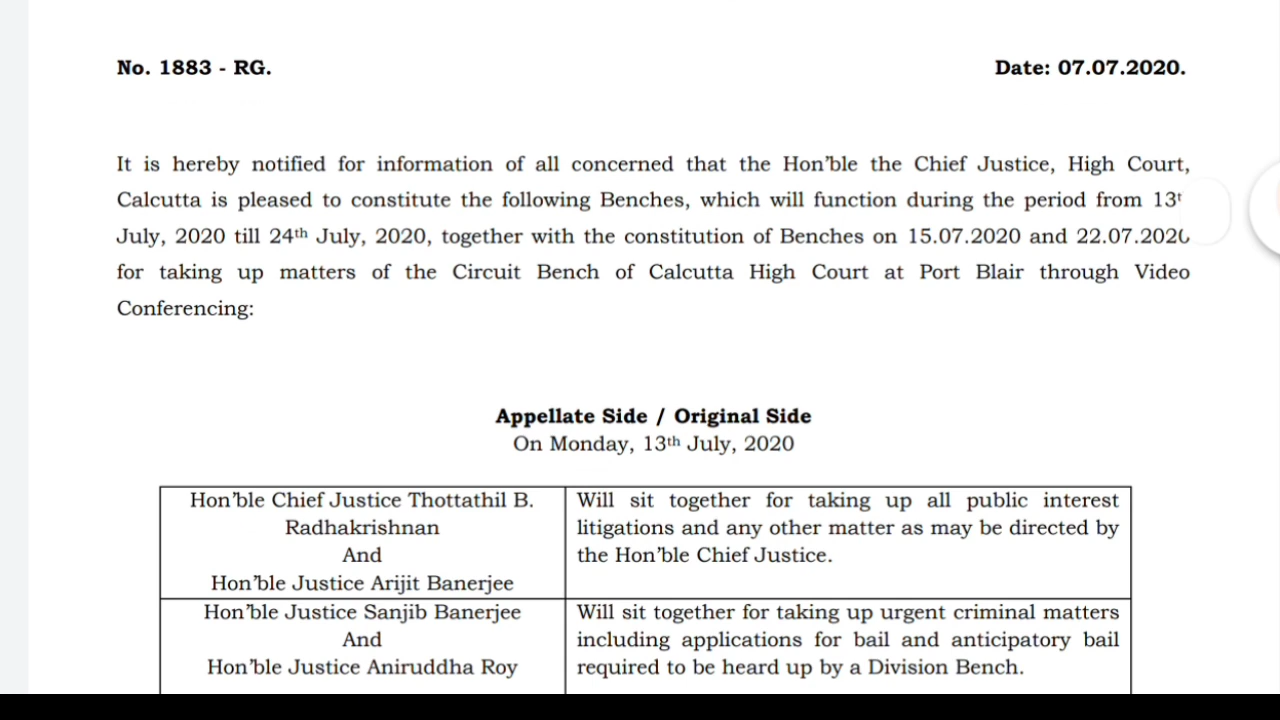 No. 1883 - RG.
Date: 07.07.2020.
It is hereby notified for information of all concerned that the Hon’ble the Chief Justice, High Court,
Calcutta is pleased to constitute the following Benches, which will function during the period from 13t
July, 2020 till 24th July, 2020, together with the constitution of Benches on 15.07.2020 and 22.07.2020
for taking up matters of the Circuit Bench of Calcutta High Court at Port Blair through Video
Conferencing:
Appellate Side / Original Side
On Monday, 13th July, 2020
Hon’ble Chief Justice Thottathil B.
Radhakrishnan
And
Hon’ble Justice Arijit Banerjee
Will sit together for taking up all public interest
litigations and any other matter as may be directed by
the Hon’ble Chief Justice.
Hon’ble Justice Sanjib Banerjee
And
Hon’ble Justice Aniruddha Roy
Will sit together for taking up urgent criminal matters
including applications for bail and anticipatory bail
required to be heard up by a Division Bench.